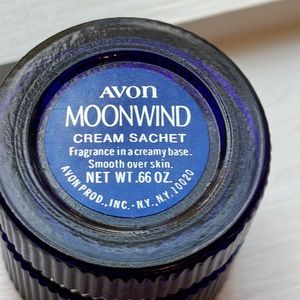 AVON
MOONWIND
CREAM SACHET
Fragrance in a creamy base.
Smooth over skin.
NET WT. .66 OZ.
AVON PROD., INC. - N.Y., N.Y. 10020